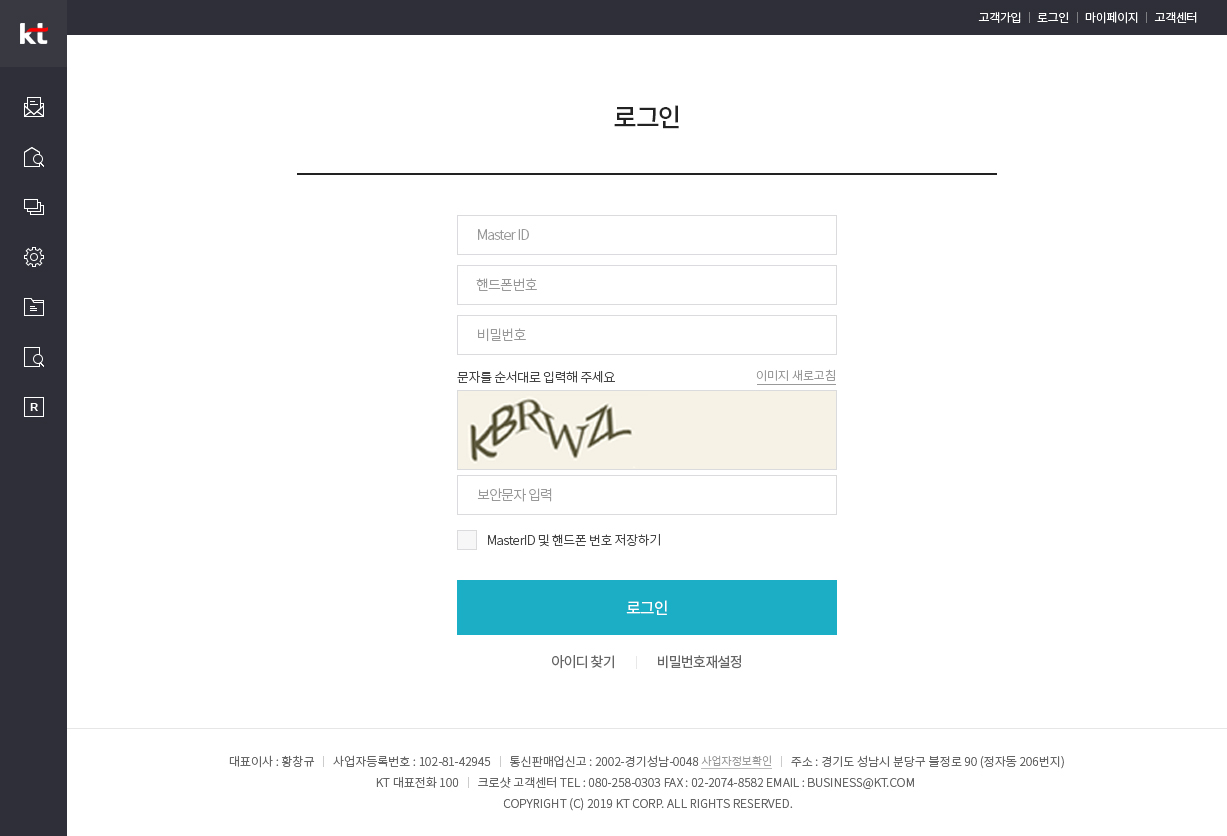 kt
고객가입 로그인 마이페이지 고객센터
로그인
Master ID
핸드폰번호
비밀번호
문자를 순서대로 입력해 주세요 이미지 새로고침
KBRWZL
보안문자 입력
MasterID 및 핸드폰 번호 저장하기
로그인
아이디 찾기 비밀번호재설정
R
대표이사 : 황창규 사업자등록번호 : 102-81-42945 통신판매업신고 : 2002-경기성남-0048 사업자정보확인 주소 : 경기도 성남시 분당구 불정로 90 (정자동 206번지)
KT 대표전화 100 크로샷 고객센터 TEL : 080-258-0303 FAX : 02-2074-8582 EMAIL : BUSINESS@KT.COM
COPYRIGHT (C) 2019 KT CORP. ALL RIGHTS RESERVED.